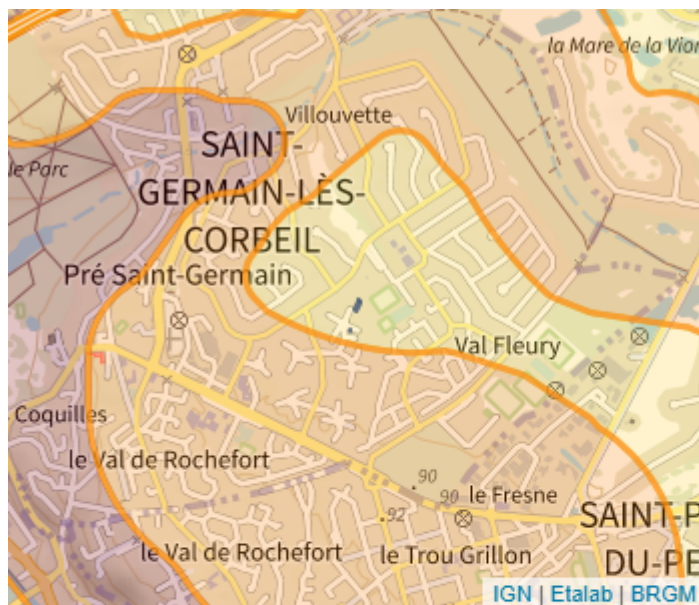 la Mare de la Vior
Villouvette
SAINT-
GERMAIN-LÈS-
CORBEIL
le Parc
Pré Saint-Germain
Val Fleury
Coquilles
le Val de Rochefort
90
90
le Fresne
92
SAINT-P
DU-PE
le Val de Rochefort
le Trou Grillon
IGN | Etalab | BRGM